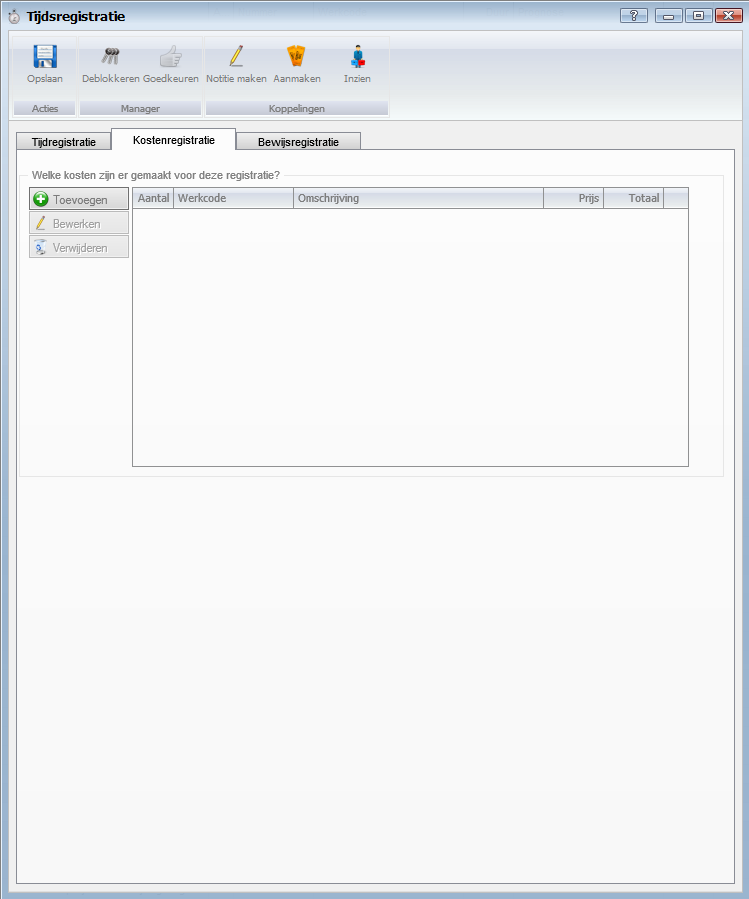 Tijdsregistratie
?
Opslaan Deblokkeren Goedkeuren Notitie maken Aanmaken Inzien
Acties Manager Koppelingen
Tijdregistratie Kostenregistratie Bewijsregistratie
Welke kosten zijn er gemaakt voor deze registratie?
Toevoegen Aantal Werkcode Omschrijving Prijs Totaal
Bewerken
Verwijderen